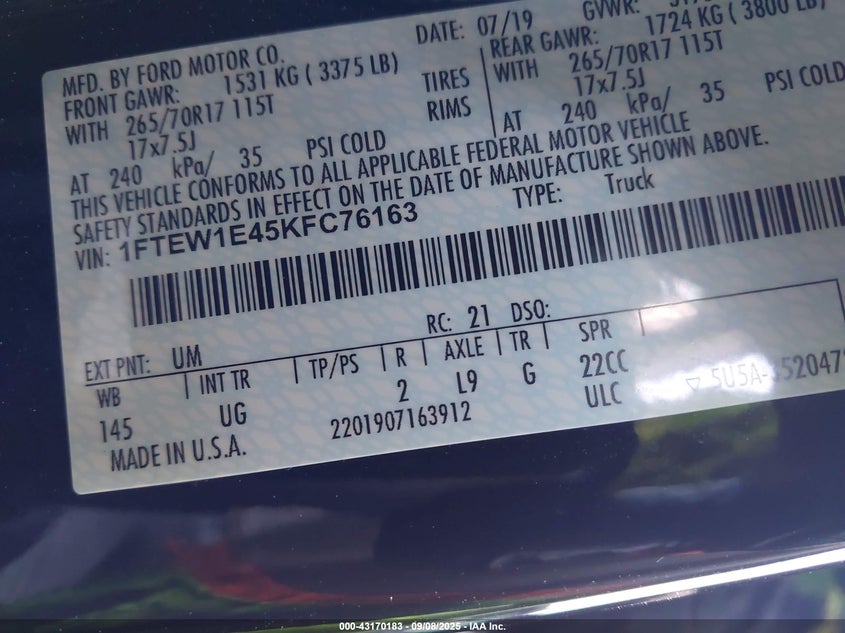 MFD. BY FORD MOTOR CO.
DATE: 07/19
GVWR:
FRONT GAWR: 1531 KG ( 3375 LB)
REAR GAWR: 1724 KG ( 3800 LB)
WITH 265/70R17 115T TIRES
WITH 265/70R17 115T
17x7.5J RIMS
17x7.5J
AT 240 kPa/ 35 PSI COLD
AT 240 kPa/ 35 PSI COLD
THIS VEHICLE CONFORMS TO ALL APPLICABLE FEDERAL MOTOR VEHICLE
SAFETY STANDARDS IN EFFECT ON THE DATE OF MANUFACTURE SHOWN ABOVE.
VIN: 1FTEW1E45KFC76163
TYPE: Truck
EXT PNT: UM RC: 21 DSO:
WB INT TR TP/PS R AXLE TR SPR
145 UG 2 L9 G 22CC
ULC
MADE IN U.S.A. 2201907163912
000-43170183 - 09/08/2025 - IAA Inc.